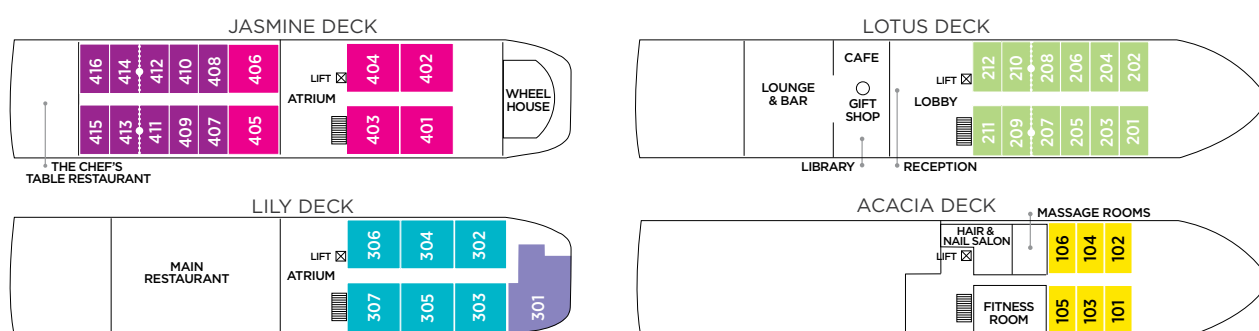 JASMINE DECK
416 414 412 410 408 406
LIFT
404 402
ATRIUM
WHEEL
HOUSE
415 413 411 409 407 405
403 401
THE CHEF'S
TABLE RESTAURANT
LOTUS DECK
CAFE
LOUNGE
& BAR
GIFT
SHOP
LIFT
LOBBY
212 210 208 206 204 202
211 209 207 205 203 201
LIBRARY
RECEPTION
LILY DECK
MAIN
RESTAURANT
LIFT
ATRIUM
306 304 302
307 305 303 301
ACACIA DECK
MASSAGE ROOMS
HAIR &
NAIL SALON
LIFT
106 104 102
FITNESS
ROOM
105 103 101